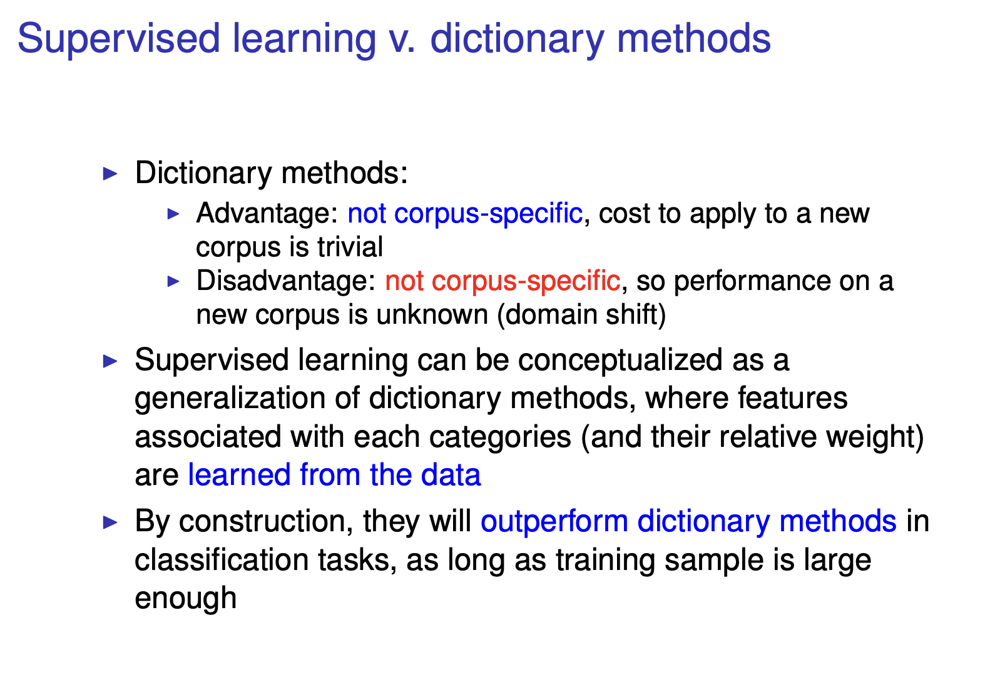 Supervised learning v. dictionary methods
▶ Dictionary methods:
▶ Advantage: not corpus-specific, cost to apply to a new
corpus is trivial
▶ Disadvantage: not corpus-specific, so performance on a
new corpus is unknown (domain shift)
▶ Supervised learning can be conceptualized as a
generalization of dictionary methods, where features
associated with each categories (and their relative weight)
are learned from the data
▶ By construction, they will outperform dictionary methods in
classification tasks, as long as training sample is large
enough